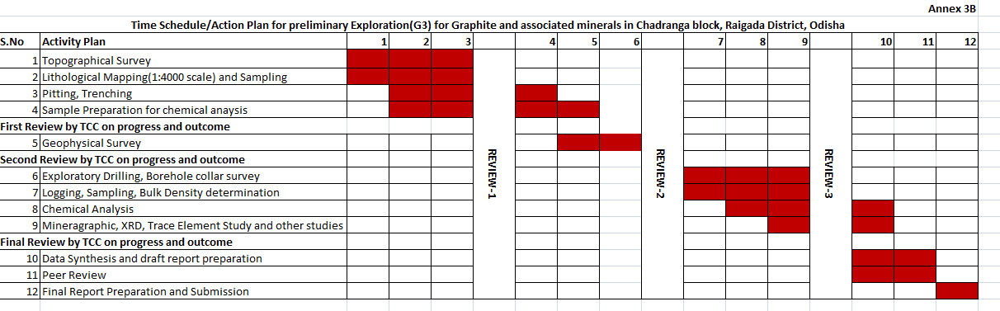 Annex 3B
Time Schedule/Action Plan for preliminary Exploration(G3) for Graphite and associated minerals in Chadranga block, Raigada District, Odisha
S.No Activity Plan 1 2 3 4 5 6 7 8 9 10 11 12
1 Topographical Survey
2 Lithological Mapping(1:4000 scale) and Sampling
3 Pitting, Trenching
4 Sample Preparation for chemical anaysis
First Review by TCC on progress and outcome
5 Geophysical Survey
Second Review by TCC on progress and outcome
6 Exploratory Drilling, Borehole collar survey
7 Logging, Sampling, Bulk Density determination
8 Chemical Analysis
9 Mineragraphic, XRD, Trace Element Study and other studies
Final Review by TCC on progress and outcome
10 Data Synthesis and draft report preparation
11 Peer Review
12 Final Report Preparation and Submission
REVIEW-1
REVIEW-2
REVIEW-3